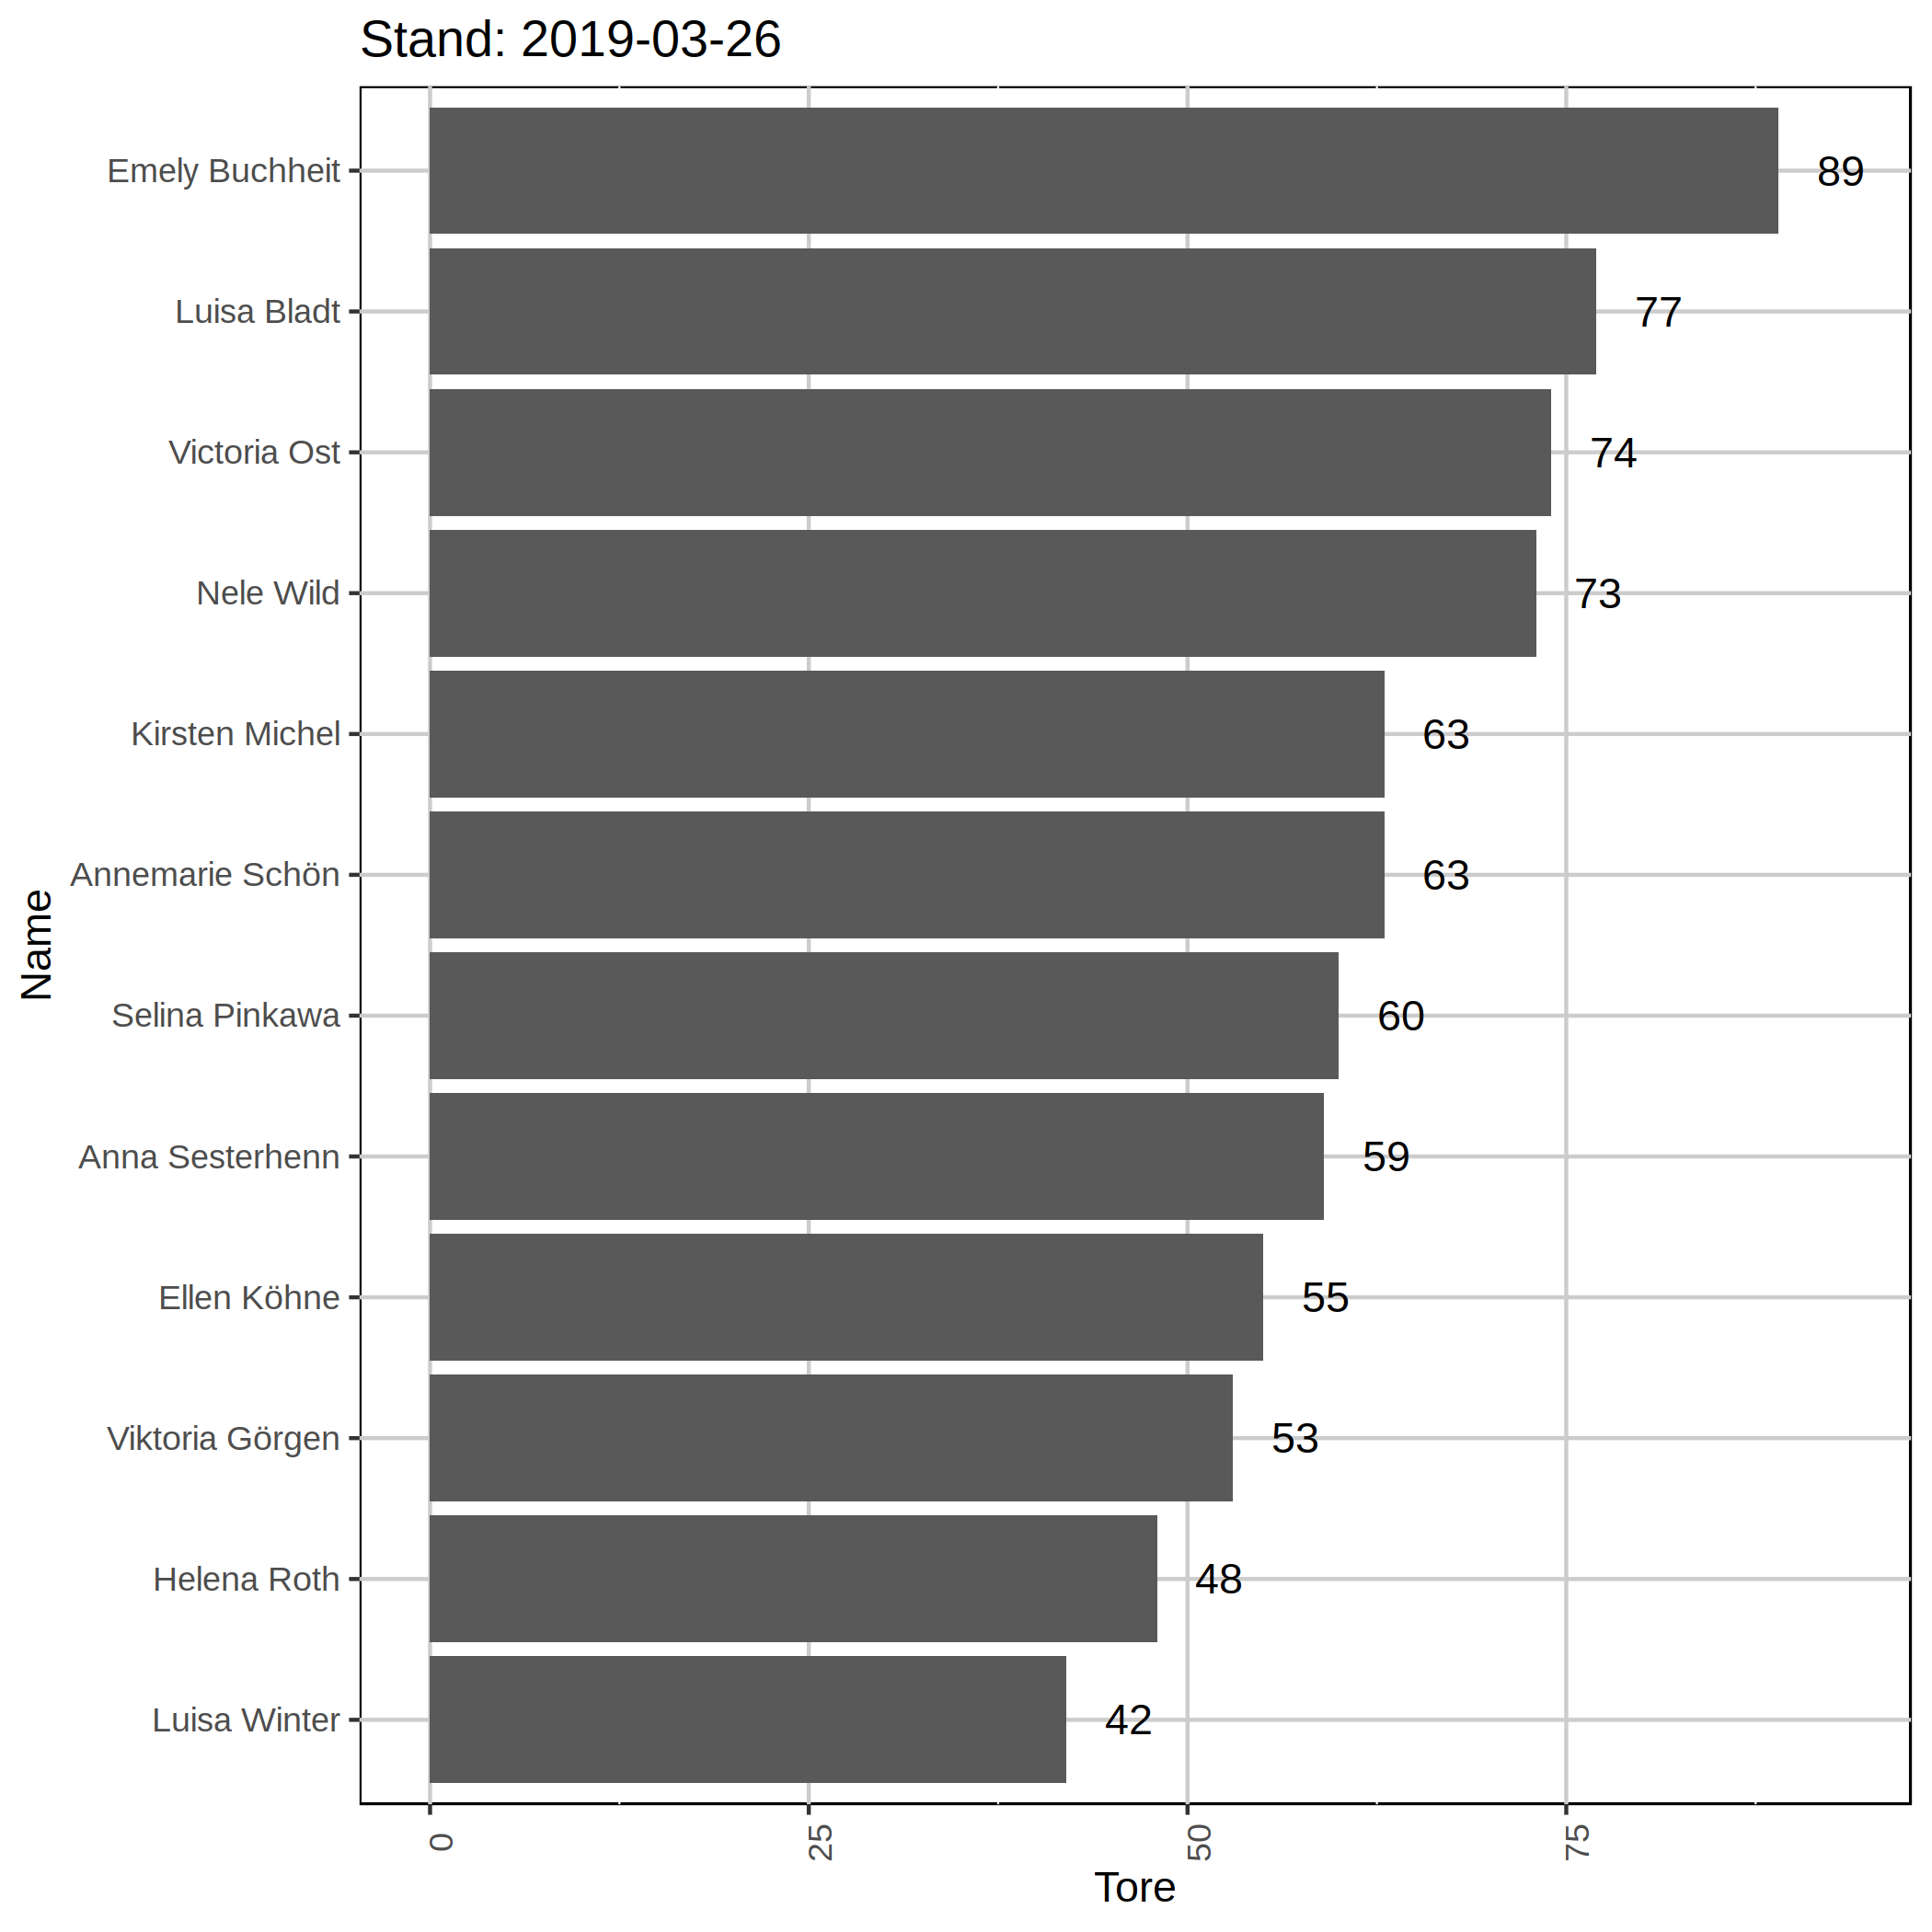 Stand: 2019-03-26
Emely Buchheit 89
Luisa Bladt 77
Victoria Ost 74
Nele Wild 73
Kirsten Michel 63
Annemarie Schön 63
Selina Pinkawa 60
Anna Sesterhenn 59
Ellen Köhne 55
Viktoria Görgen 53
Helena Roth 48
Luisa Winter 42
Name
0 25 50 75
Tore